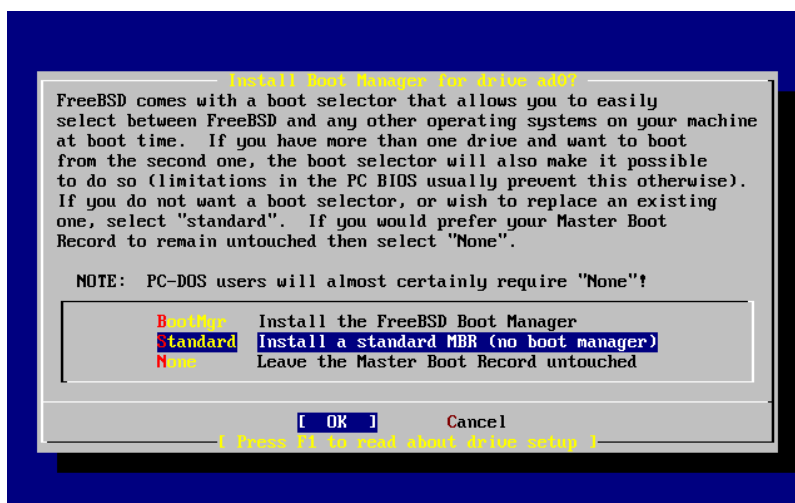 Install Boot Manager for drive ad0?
FreeBSD comes with a boot selector that allows you to easily
select between FreeBSD and any other operating systems on your machine
at boot time.  If you have more than one drive and want to boot
from the second one, the boot selector will also make it possible
to do so (limitations in the PC BIOS usually prevent this otherwise).
If you do not want a boot selector, or wish to replace an existing
one, select "standard".  If you would prefer your Master Boot
Record to remain untouched then select "None".
NOTE:  PC-DOS users will almost certainly require "None"!
BootMgr   Install the FreeBSD Boot Manager
Standard  Install a standard MBR (no boot manager)
None      Leave the Master Boot Record untouched
[  OK  ]     Cancel
[ Press F1 to read about drive setup ]